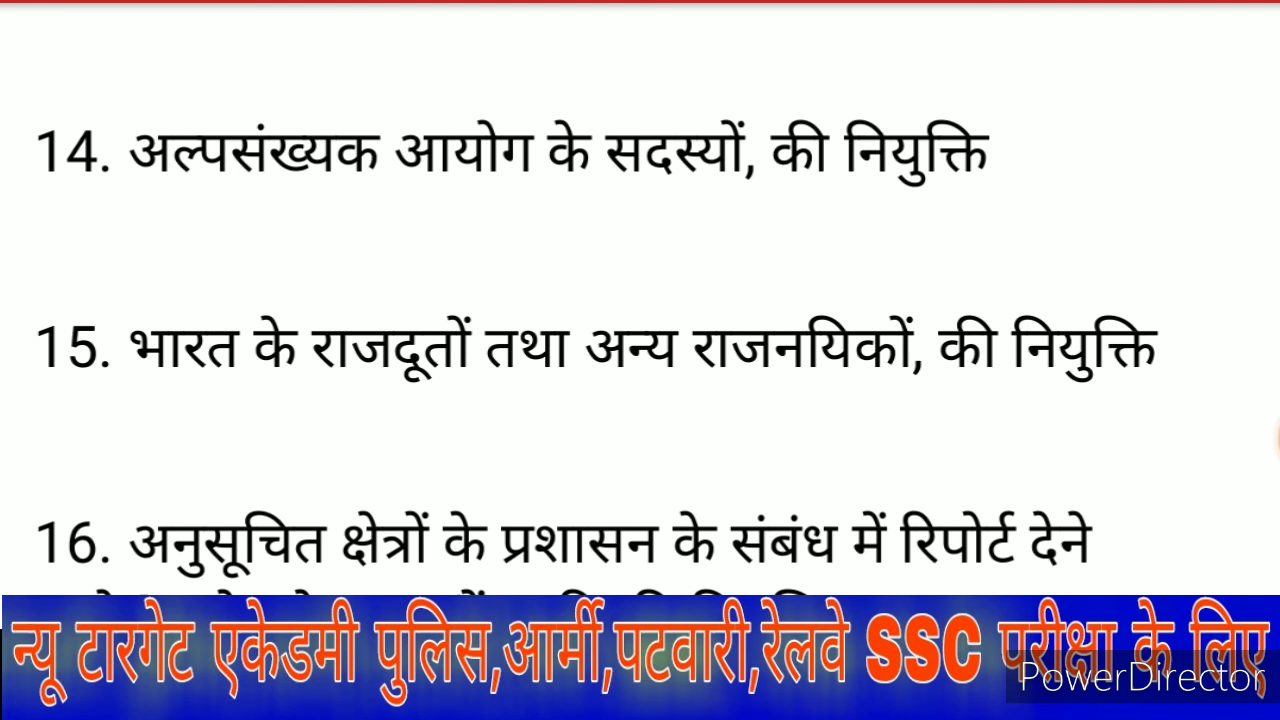 14. अल्पसंख्यक आयोग के सदस्यों, की नियुक्ति
15. भारत के राजदूतों तथा अन्य राजनयिकों, की नियुक्ति
16. अनुसूचित क्षेत्रों के प्रशासन के संबंध में रिपोर्ट देने
न्यू टारगेट एकेडमी पुलिस,आर्मी,पटवारी,रेलवे SSC परीक्षा के लिए
PowerDirector